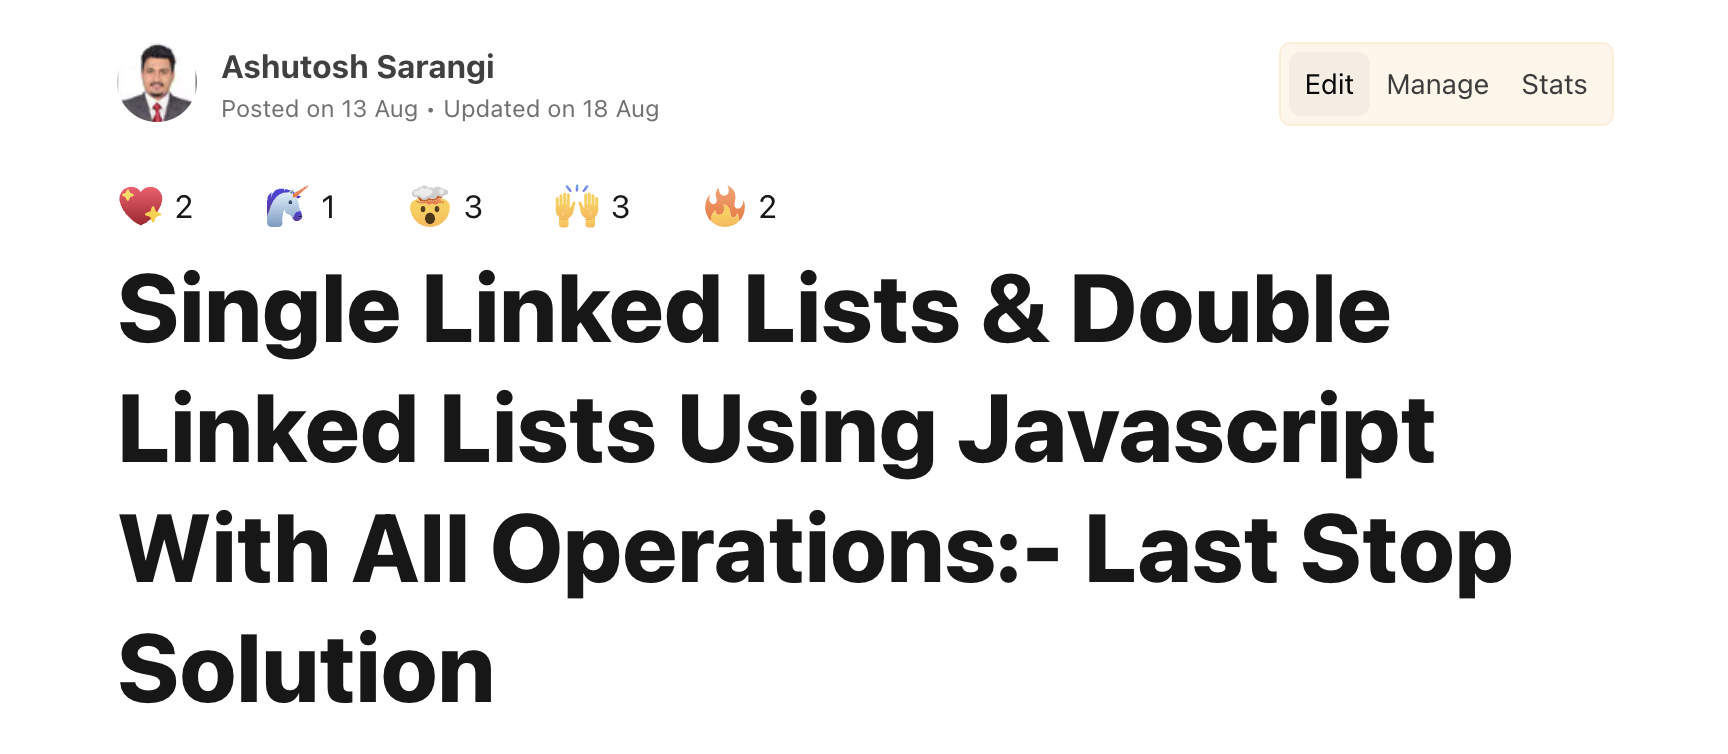 Ashutosh Sarangi
Posted on 13 Aug • Updated on 18 Aug
Edit Manage Stats
💖 2 🦄 1 🤯 3 🙌 3 🔥 2
Single Linked Lists & Double
Linked Lists Using Javascript
With All Operations:- Last Stop
Solution